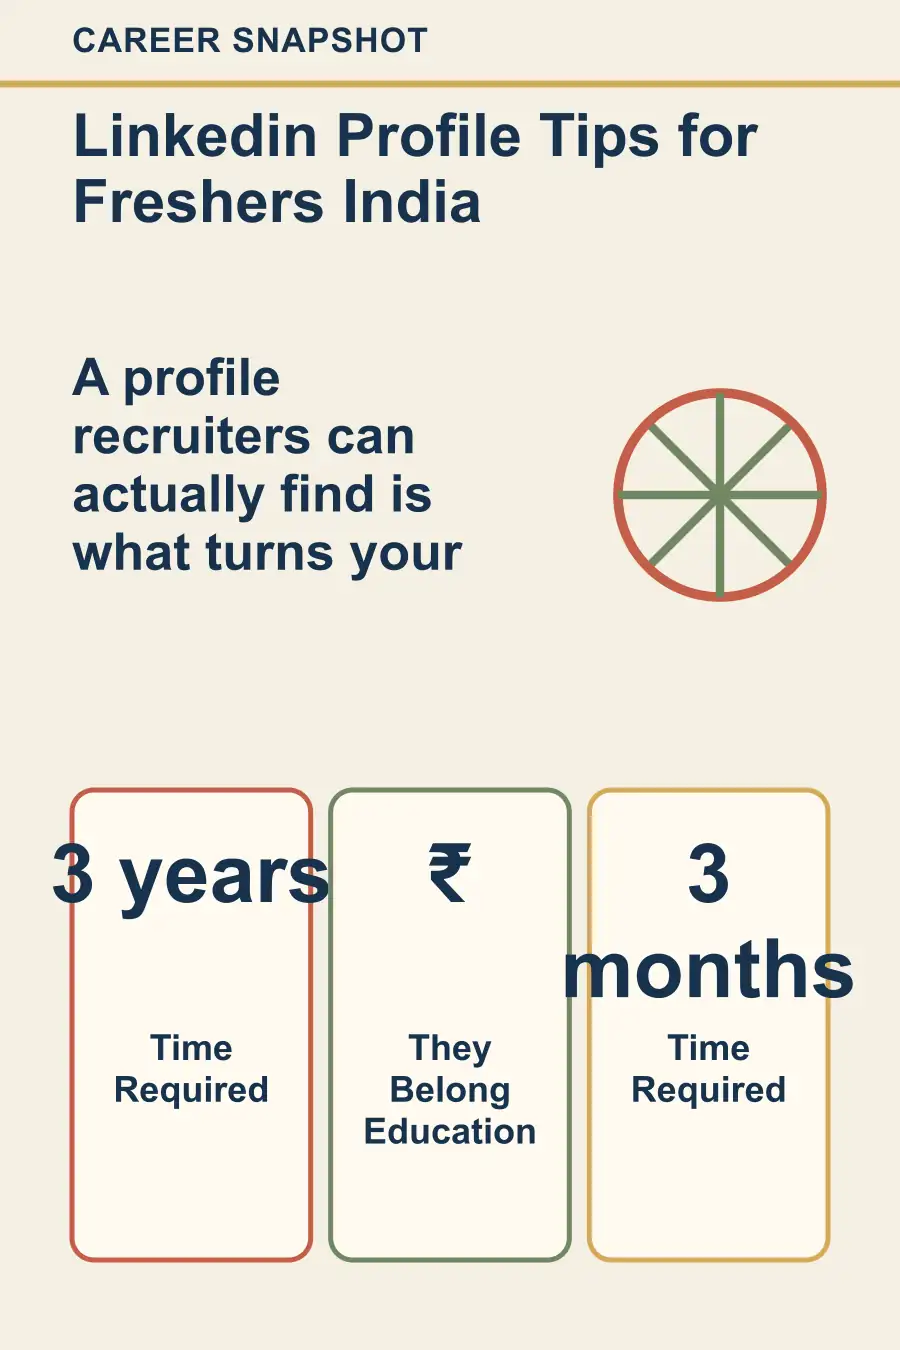 CAREER SNAPSHOT
Linkedin Profile Tips for
Freshers India
A profile
recruiters can
actually find is
what turns your
3 years
Time
Required
₹
They
Belong
Education
3
months
Time
Required